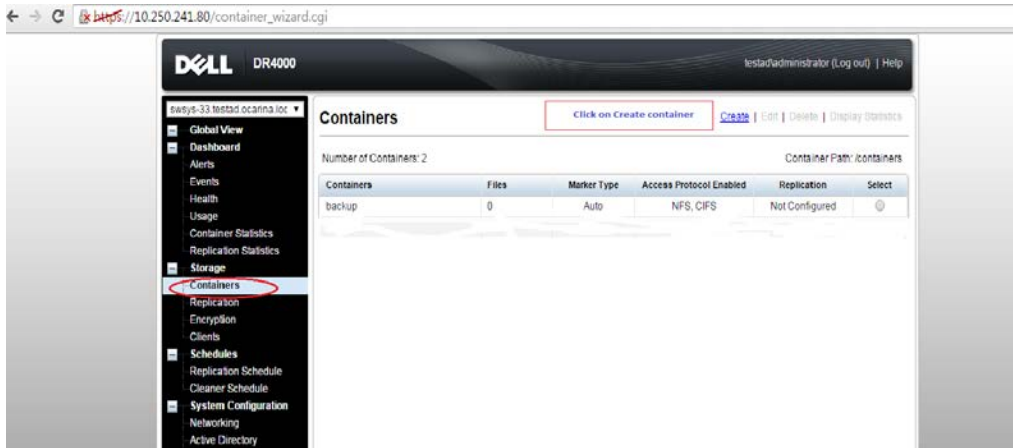 https://10.250.241.80/container_wizard.cgi
DELL DR4000
testad\administrator (Log out) | Help
swsys-33.testad.ocarina.loc
Global View
Dashboard
Alerts
Events
Health
Usage
Container Statistics
Replication Statistics
Storage
Containers
Replication
Encryption
Clients
Schedules
Replication Schedule
Cleaner Schedule
System Configuration
Networking
Active Directory
Containers
Click on Create container
Create | Edit | Delete | Display Statistics
Number of Containers: 2
Container Path: /containers
Containers Files Marker Type Access Protocol Enabled Replication Select
backup 0 Auto NFS, CIFS Not Configured